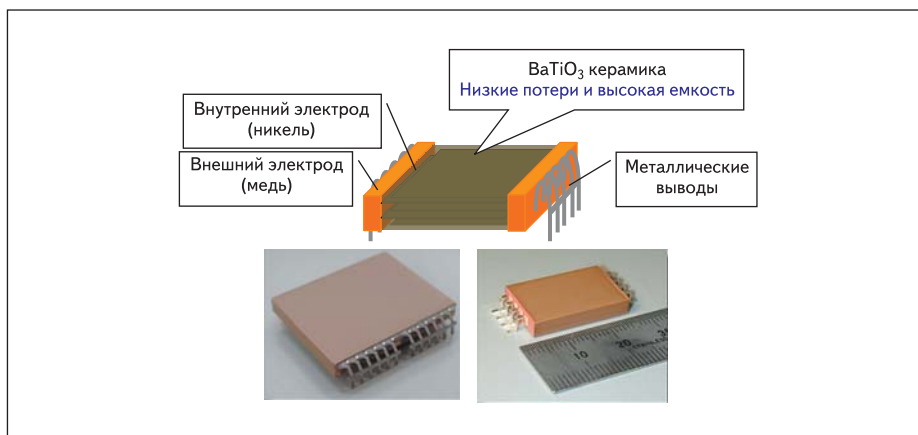 BaTiO₃ керамика
Низкие потери и высокая емкость
Внутренний электрод
(никель)
Внешний электрод
(медь)
Металлические
выводы
10
20